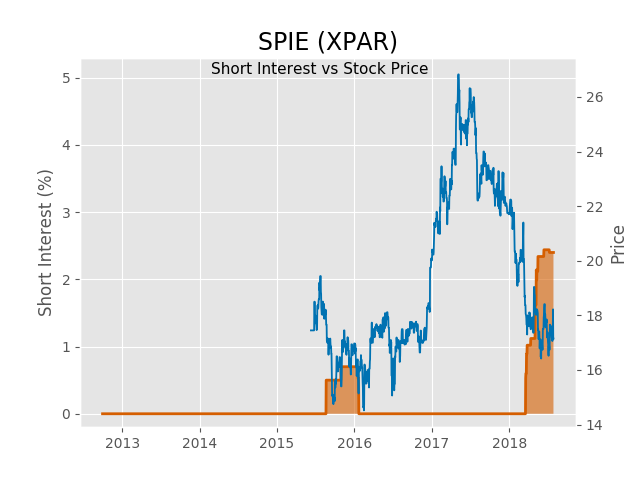 SPIE (XPAR)
Short Interest vs Stock Price
Short Interest (%)
5
4
3
2
1
0
26
24
22
20
18
16
14
Price
2013 2014 2015 2016 2017 2018